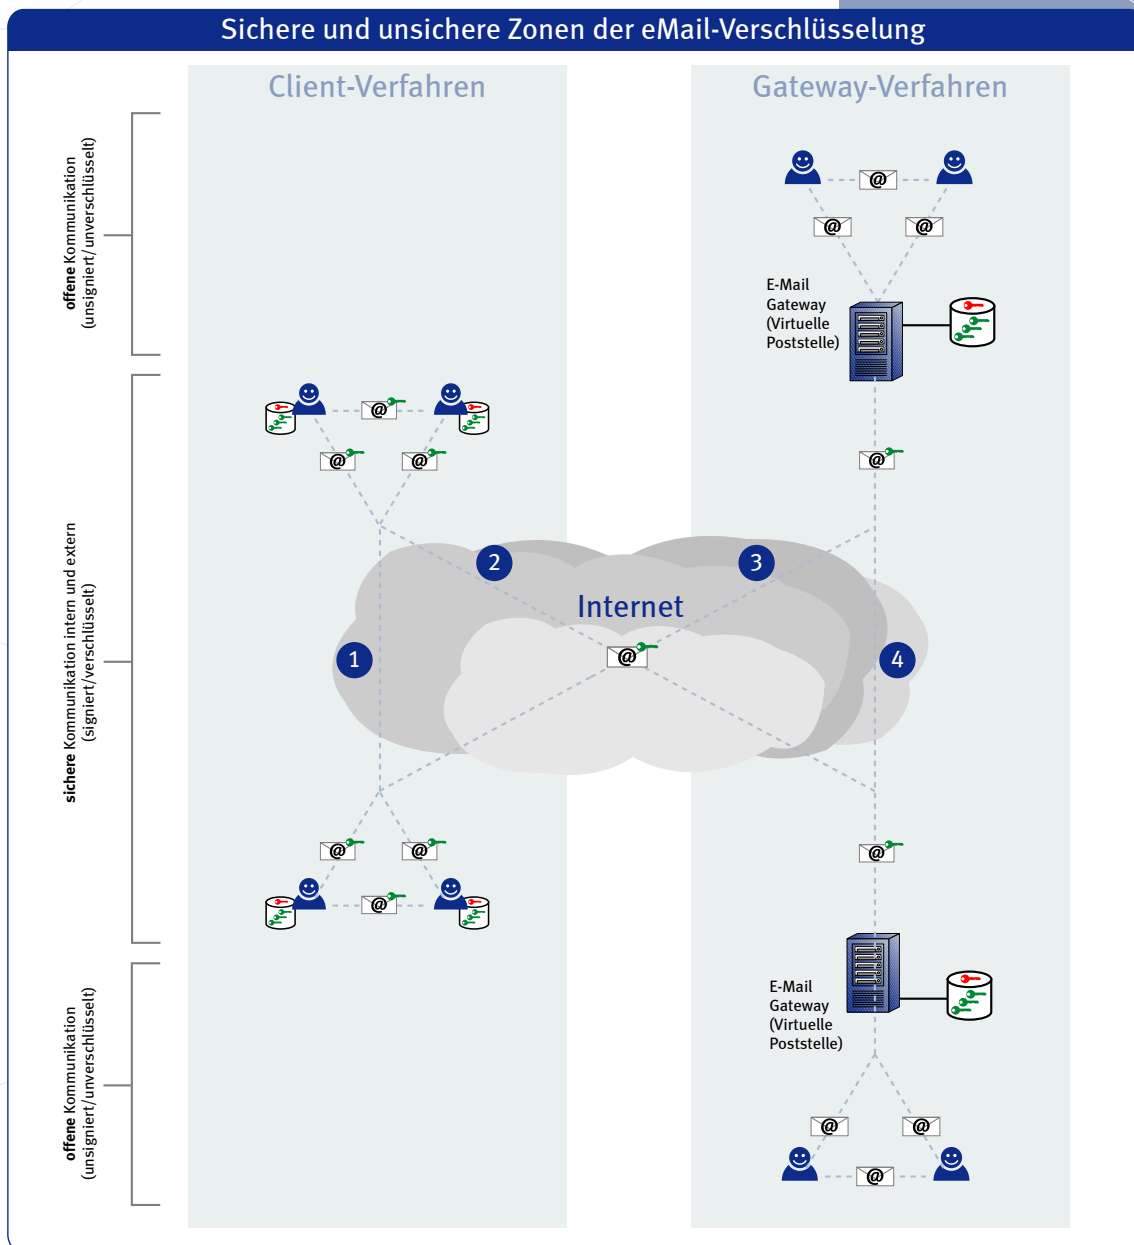 Sichere und unsichere Zonen der eMail-Verschlüsselung
Client-Verfahren
Gateway-Verfahren
offene Kommunikation
(unsigniert/unverschlüsselt)
@
@
@
E-Mail
Gateway
(Virtuelle
Poststelle)
sichere Kommunikation intern und extern
(signiert/verschlüsselt)
@
@
@
@
2
3
Internet
1
@
4
@
@
@
@
offene Kommunikation
(unsigniert/unverschlüsselt)
E-Mail
Gateway
(Virtuelle
Poststelle)
@
@
@